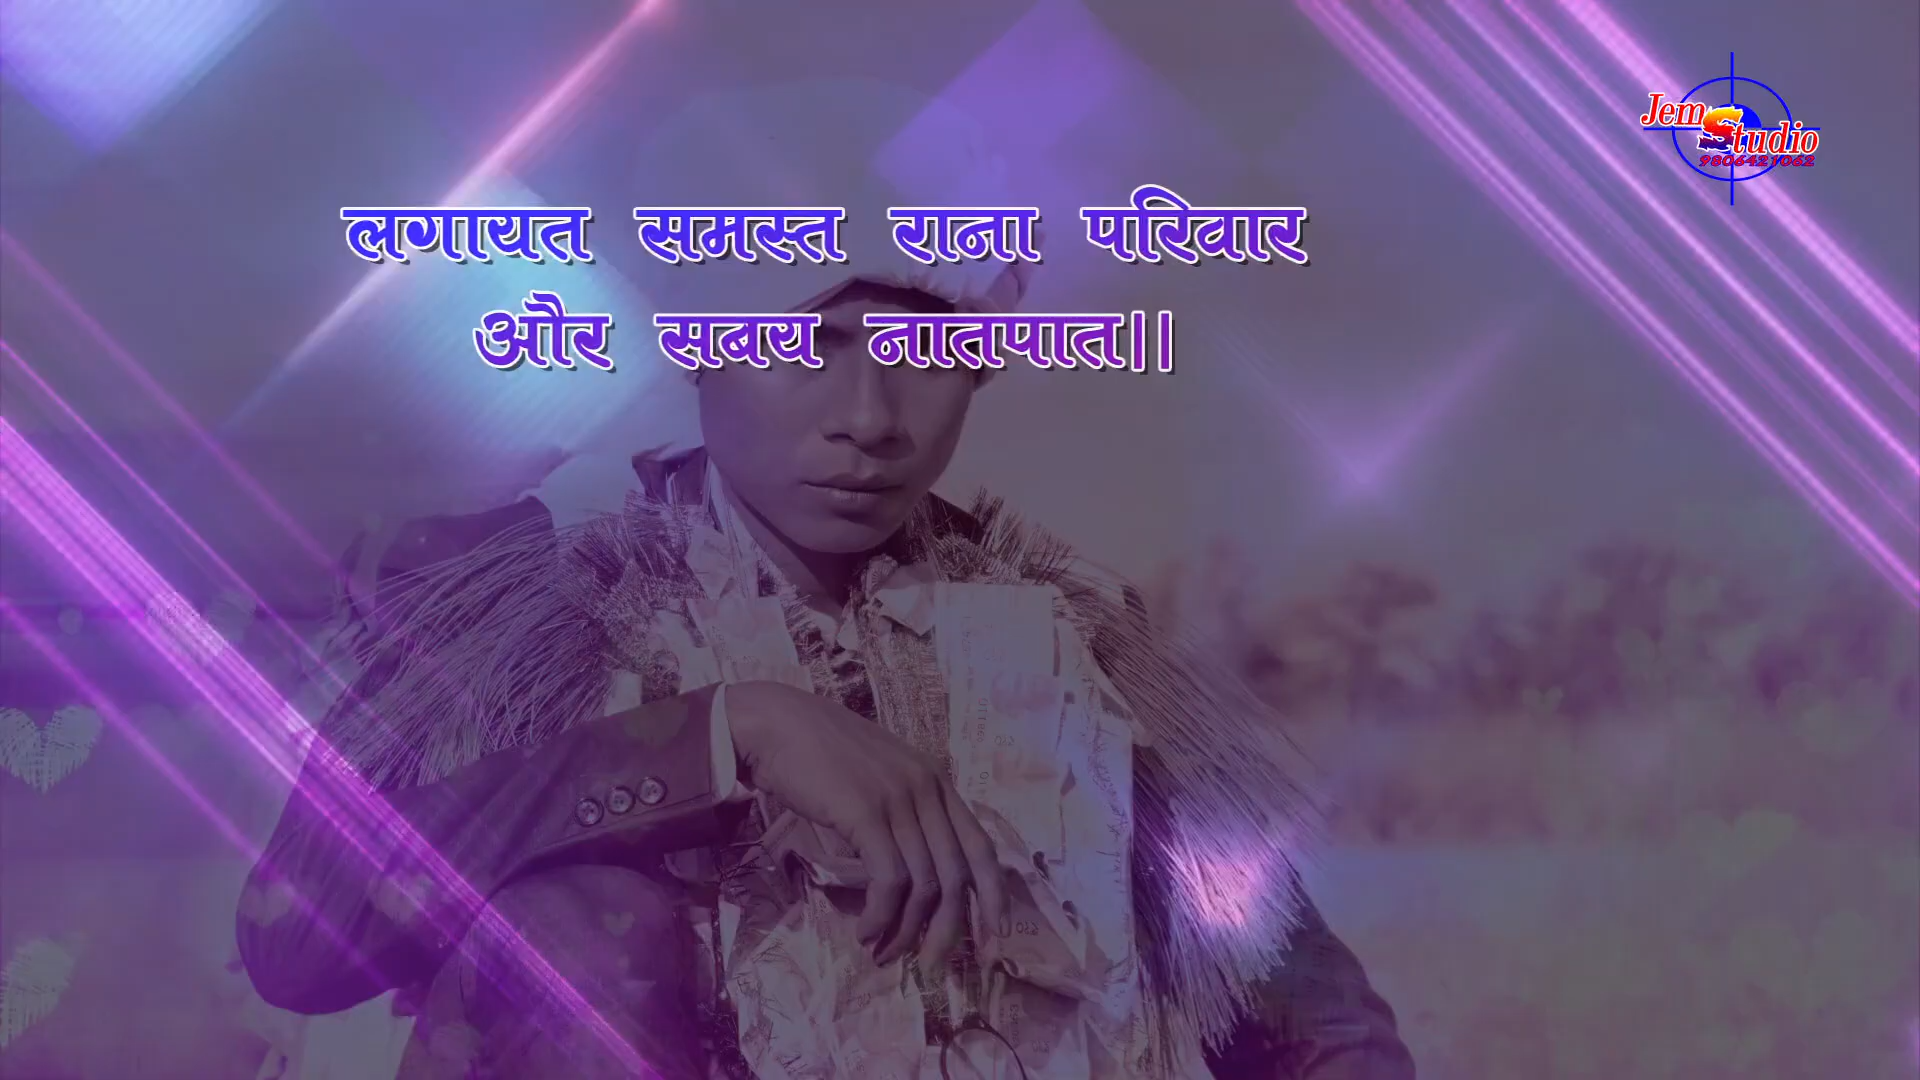 Jem Studio
9806421062
लगायत समस्त राना परिवार
और सबय नातपात।।